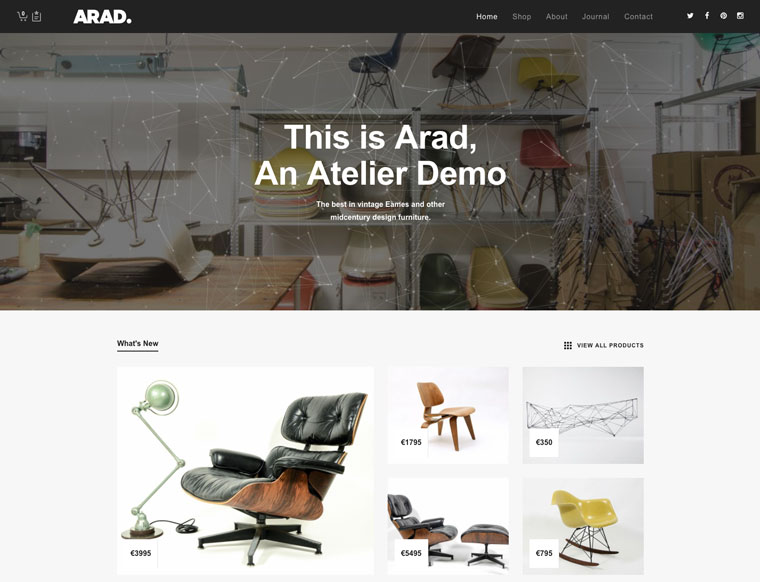 0
ARAD.
Home Shop About Journal Contact
This is Arad,
An Atelier Demo
The best in vintage Eames and other
midcentury design furniture.
What's New
VIEW ALL PRODUCTS
€1795
€350
€3995
€5495
€795